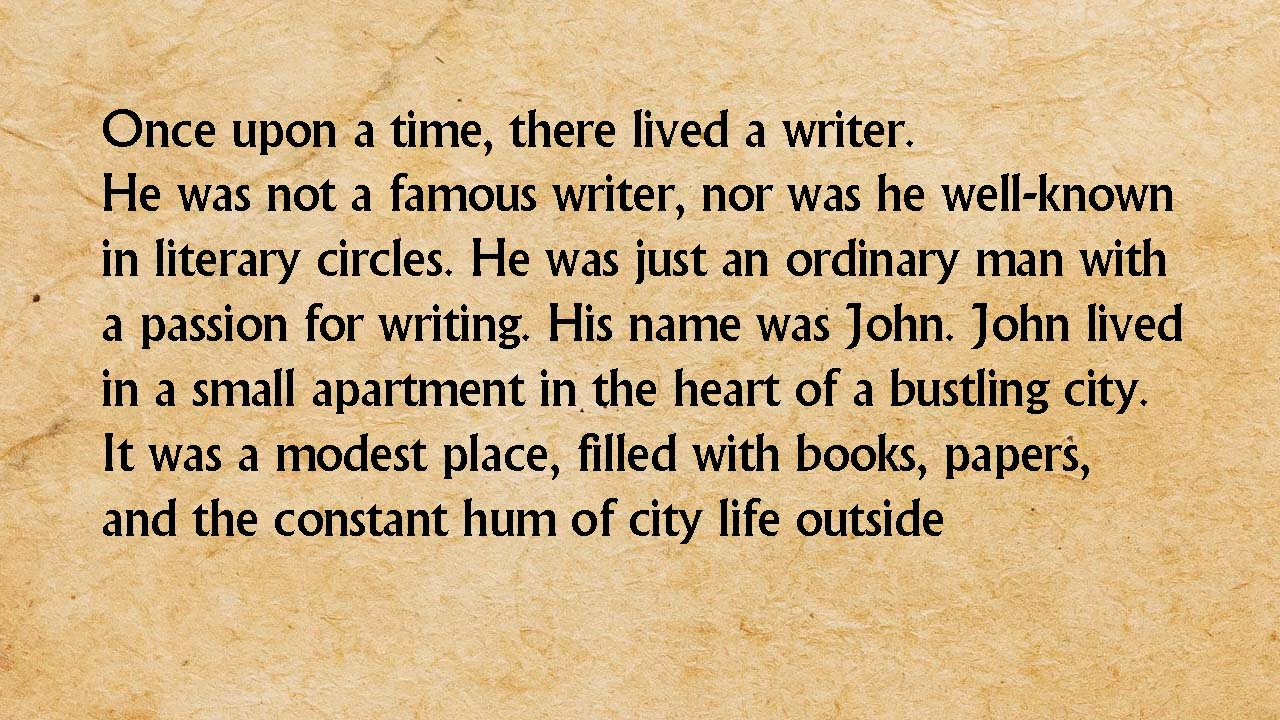 Once upon a time, there lived a writer.
He was not a famous writer, nor was he well-known
in literary circles. He was just an ordinary man with
a passion for writing. His name was John. John lived
in a small apartment in the heart of a bustling city.
It was a modest place, filled with books, papers,
and the constant hum of city life outside